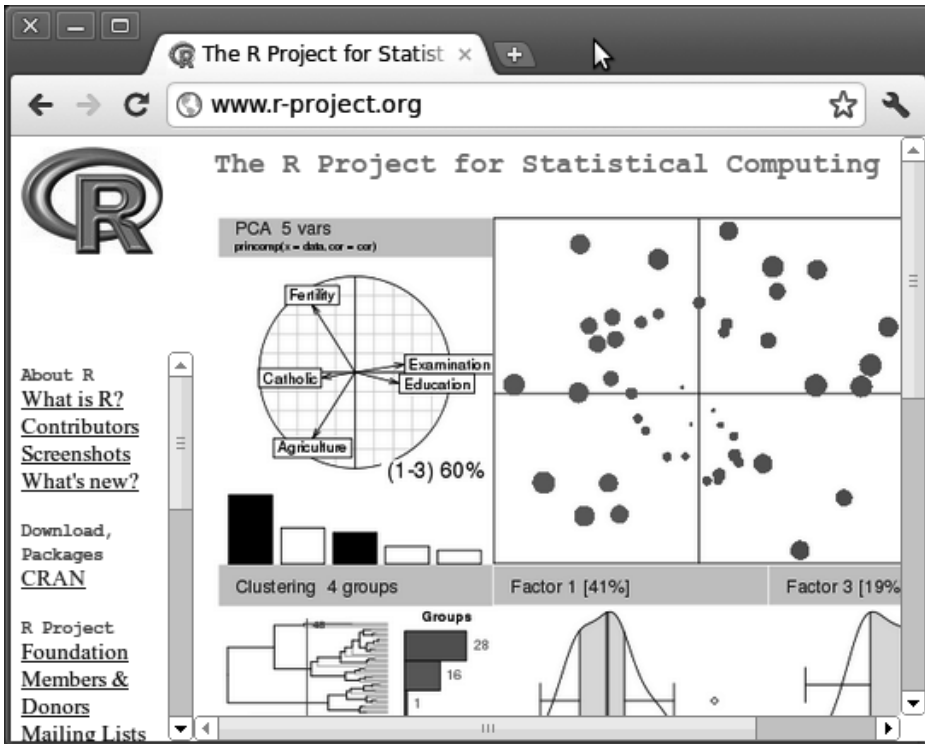 The R Project for Statist
www.r-project.org
R
The R Project for Statistical Computing
About R
What is R?
Contributors
Screenshots
What's new?
Download,
Packages
CRAN
R Project
Foundation
Members &
Donors
Mailing Lists
PCA 5 vars
princomp(x = data, cor = cor)
Fertility
Catholic
Examination
Education
Agriculture
(1-3) 60%
Clustering 4 groups
Factor 1 [41%]
Factor 3 [19%
48
Groups
28
16
1